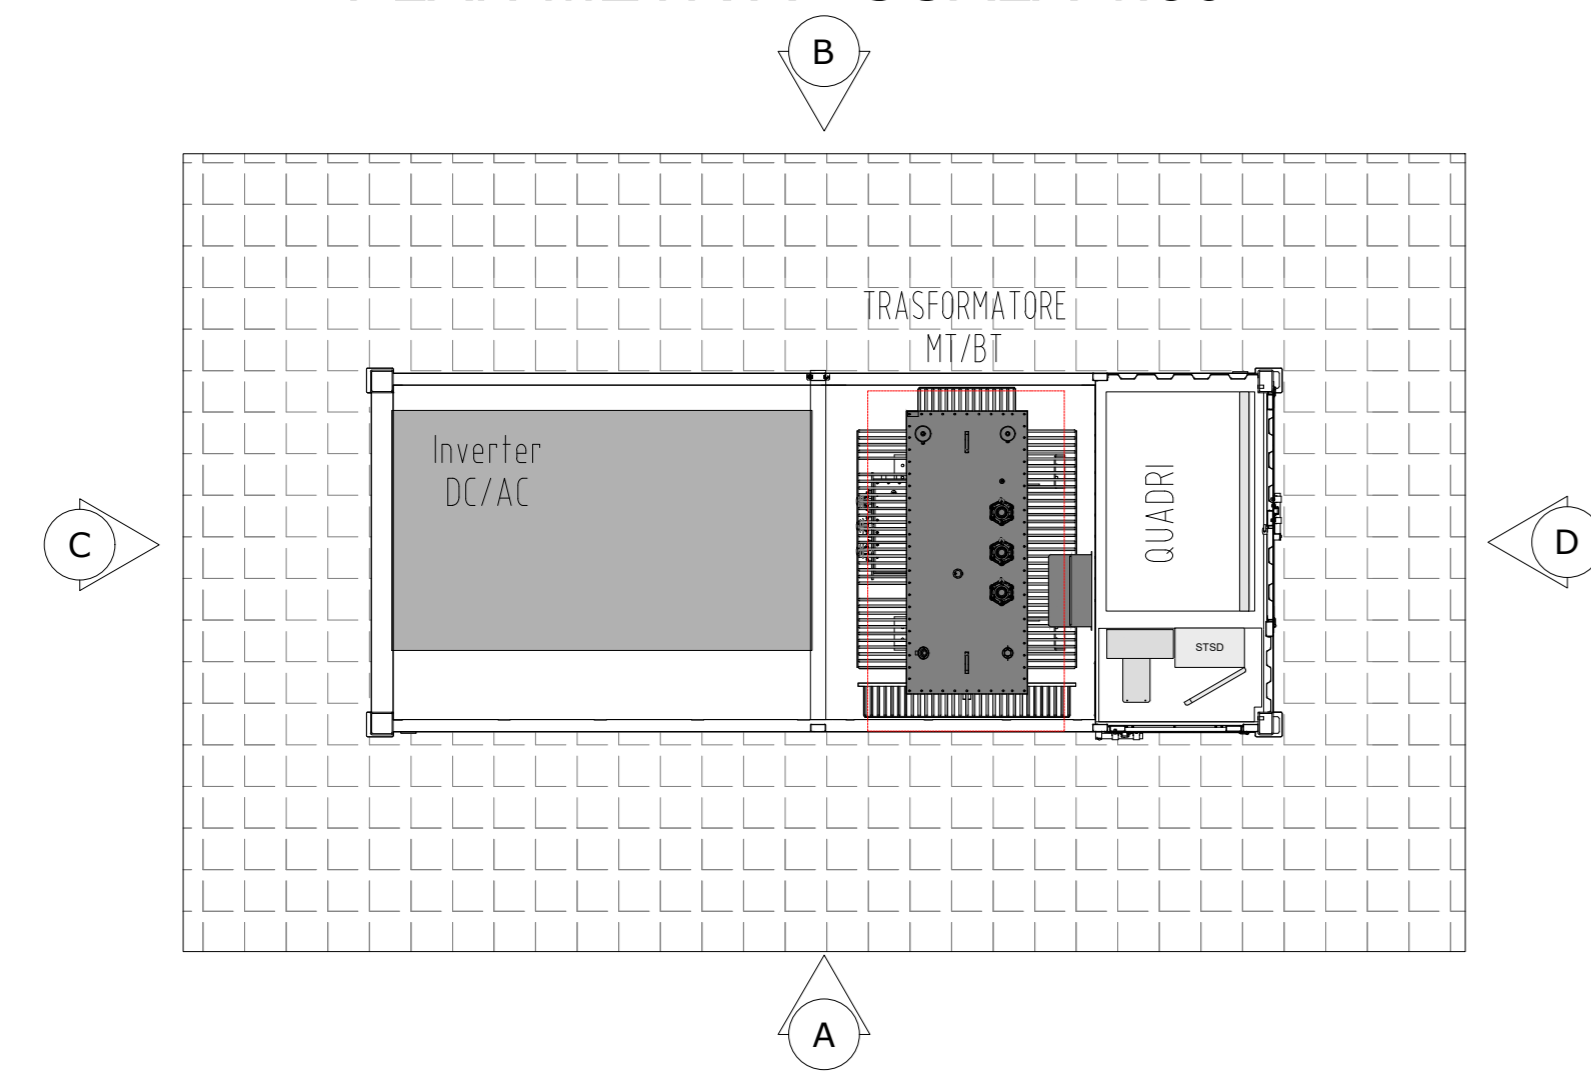 B
TRASFORMATORE
MT/BT
Inverter
DC/AC
QUADRI
STSD
C
D
A